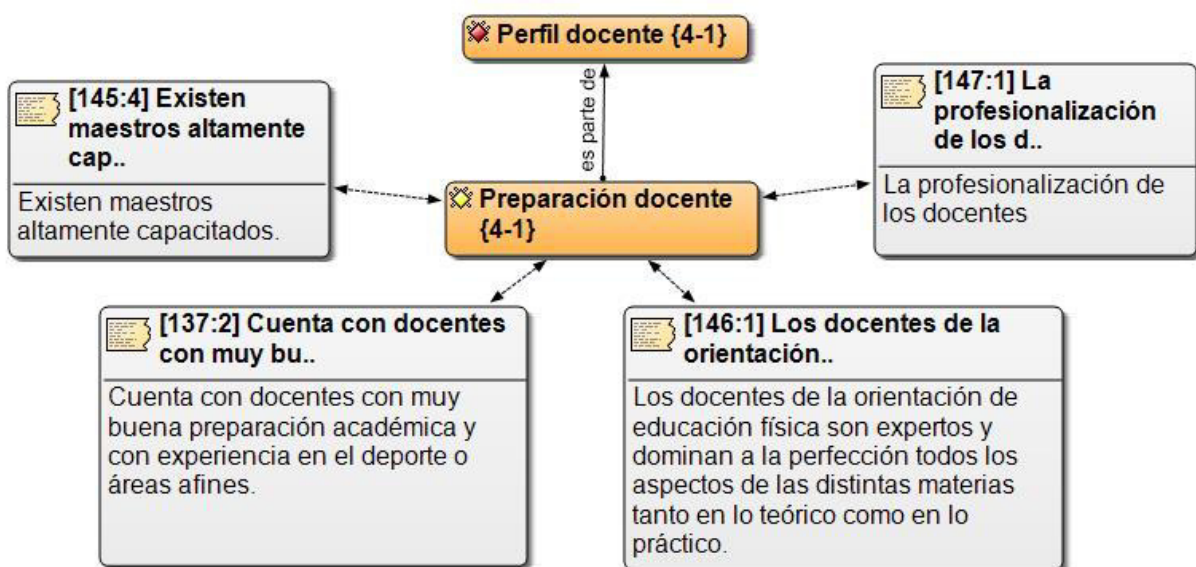 Perfil docente {4-1}
es parte de
[145:4] Existen
maestros altamente
cap..
Existen maestros
altamente capacitados.
[147:1] La
profesionalización
de los d..
La profesionalización de
los docentes
Preparación docente
{4-1}
[137:2] Cuenta con docentes
con muy bu..
Cuenta con docentes con muy
buena preparación académica y
con experiencia en el deporte o
áreas afines.
[146:1] Los docentes de la
orientación..
Los docentes de la orientación de
educación física son expertos y
dominan a la perfección todos los
aspectos de las distintas materias
tanto en lo teórico como en lo
práctico.